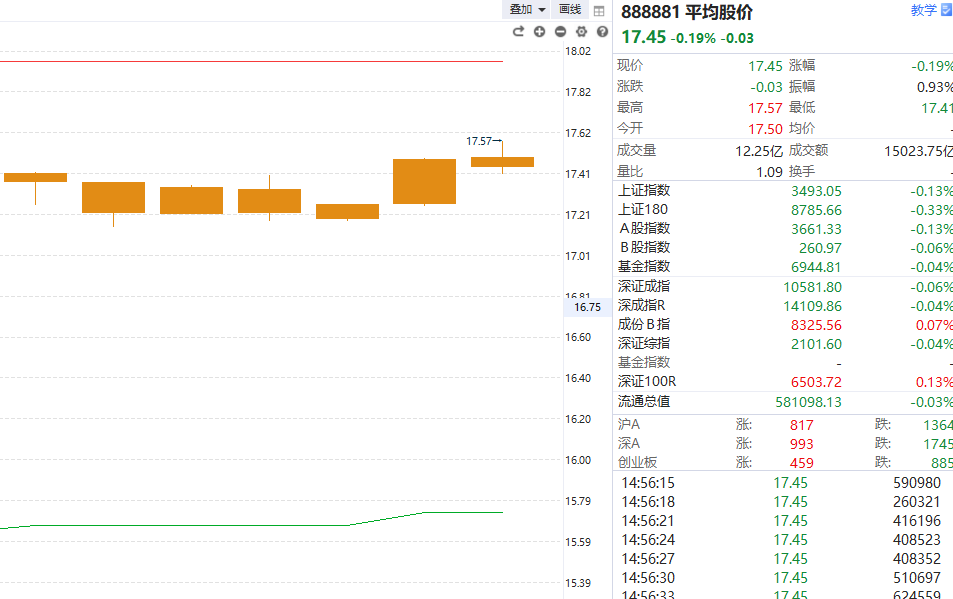 叠加 画线
888881 平均股价 教学
17.45 -0.19% -0.03
现价 17.45 涨幅 -0.19%
涨跌 -0.03 振幅 0.93%
最高 17.57 最低 17.41
今开 17.50 均价 -
成交量 12.25亿 成交额 15023.75亿
量比 1.09 换手 -
上证指数 3493.05 -0.13%
上证180 8785.66 -0.33%
A股指数 3661.33 -0.13%
B股指数 260.97 -0.06%
基金指数 6944.81 -0.04%
深证成指 10581.80 -0.06%
深成指R 14109.86 -0.04%
成份B指 8325.56 0.07%
深证综指 2101.60 -0.04%
基金指数 - -
深证100R 6503.72 0.13%
流通总值 581098.13 -0.03%
沪A 涨: 817 跌: 1364
深A 涨: 993 跌: 1745
创业板 涨: 459 跌: 885
14:56:15 17.45 590980
14:56:18 17.45 260321
14:56:21 17.45 416196
14:56:24 17.45 408523
14:56:27 17.45 408352
14:56:30 17.45 510697
14:56:33 17.45 624559
18.02
17.82
17.62
17.57→
17.41
17.21
17.01
16.81
16.75
16.60
16.40
16.20
16.00
15.79
15.59
15.39